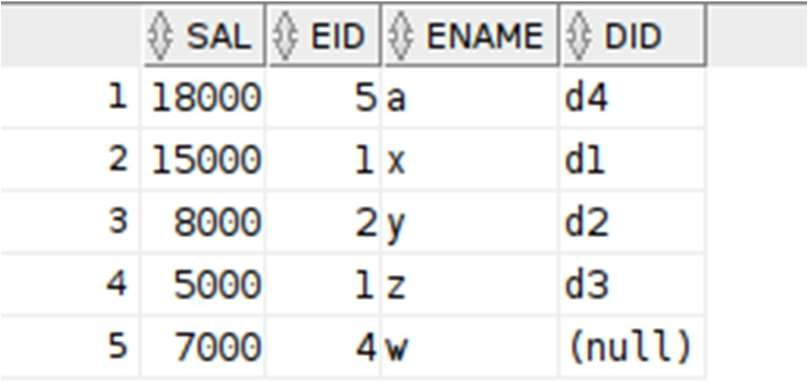 SAL EID ENAME DID
1 18000 5 a d4
2 15000 1 x d1
3 8000 2 y d2
4 5000 1 z d3
5 7000 4 w (null)